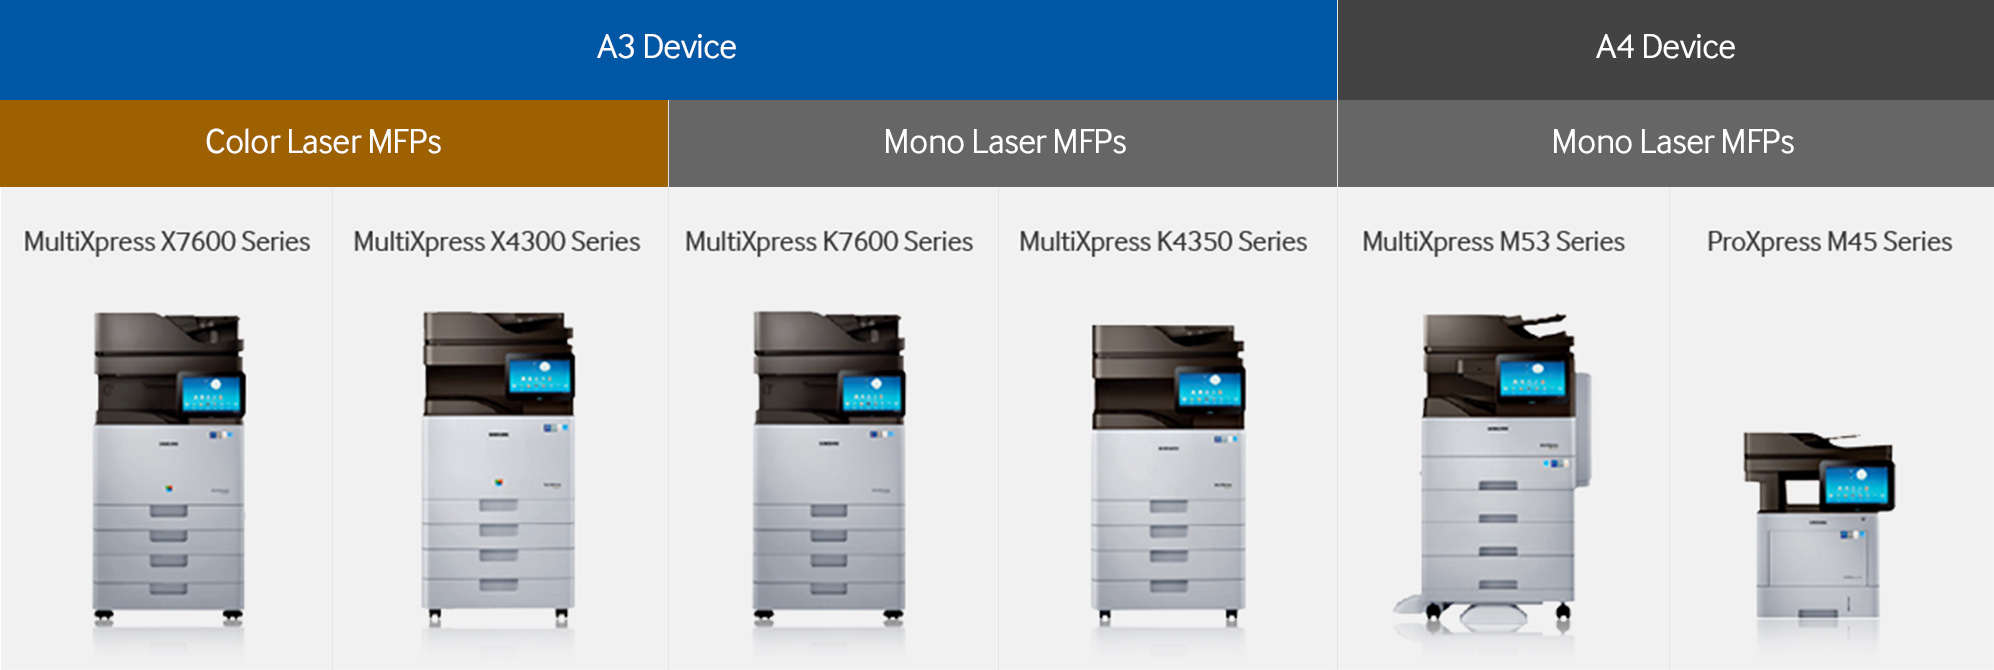 A3 Device
A4 Device
Color Laser MFPs
Mono Laser MFPs
Mono Laser MFPs
MultiXpress X7600 Series
MultiXpress X4300 Series
MultiXpress K7600 Series
MultiXpress K4350 Series
MultiXpress M53 Series
ProXpress M45 Series